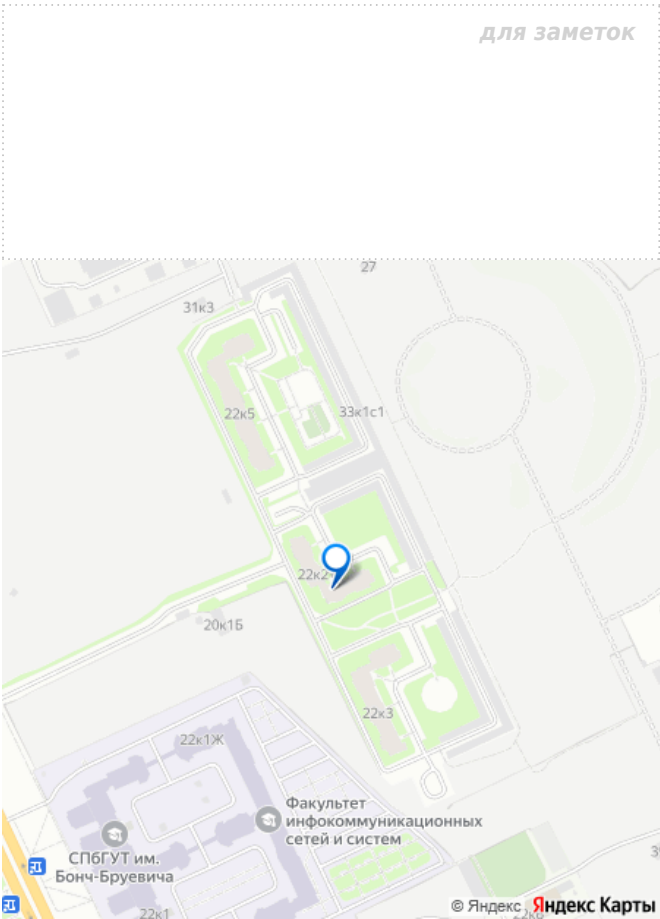 для заметок
27
31к3
22к5
33к1с1
22к2
20к1Б
22к3
22к1Ж
Факультет
инфокоммуникационных
сетей и систем
СПбГУТ им.
Бонч-Бруевича
22к1
© Яндекс
Яндекс Карты